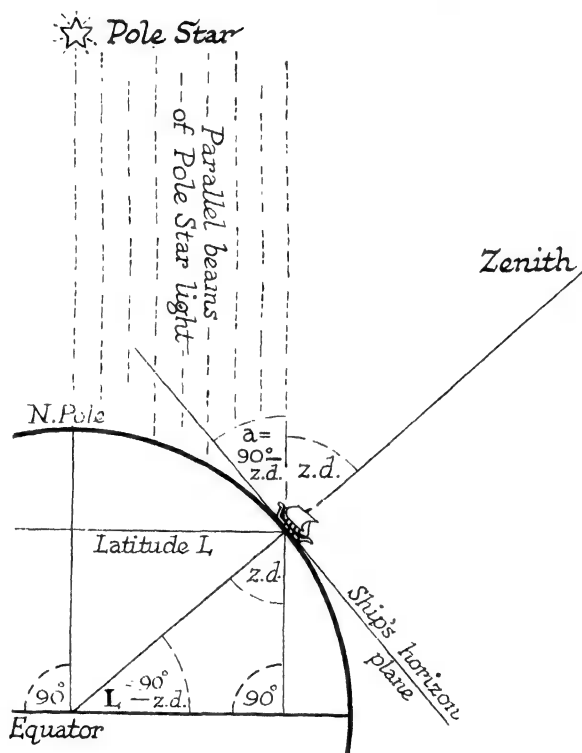 Pole Star
Parallel beams
of Pole Star light
Zenith
N. Pole
a =
90°-
z.d.
z.d.
Latitude L
z.d.
Ship's horizon
plane
90°
L = 90°
- z.d.
90°
Equator